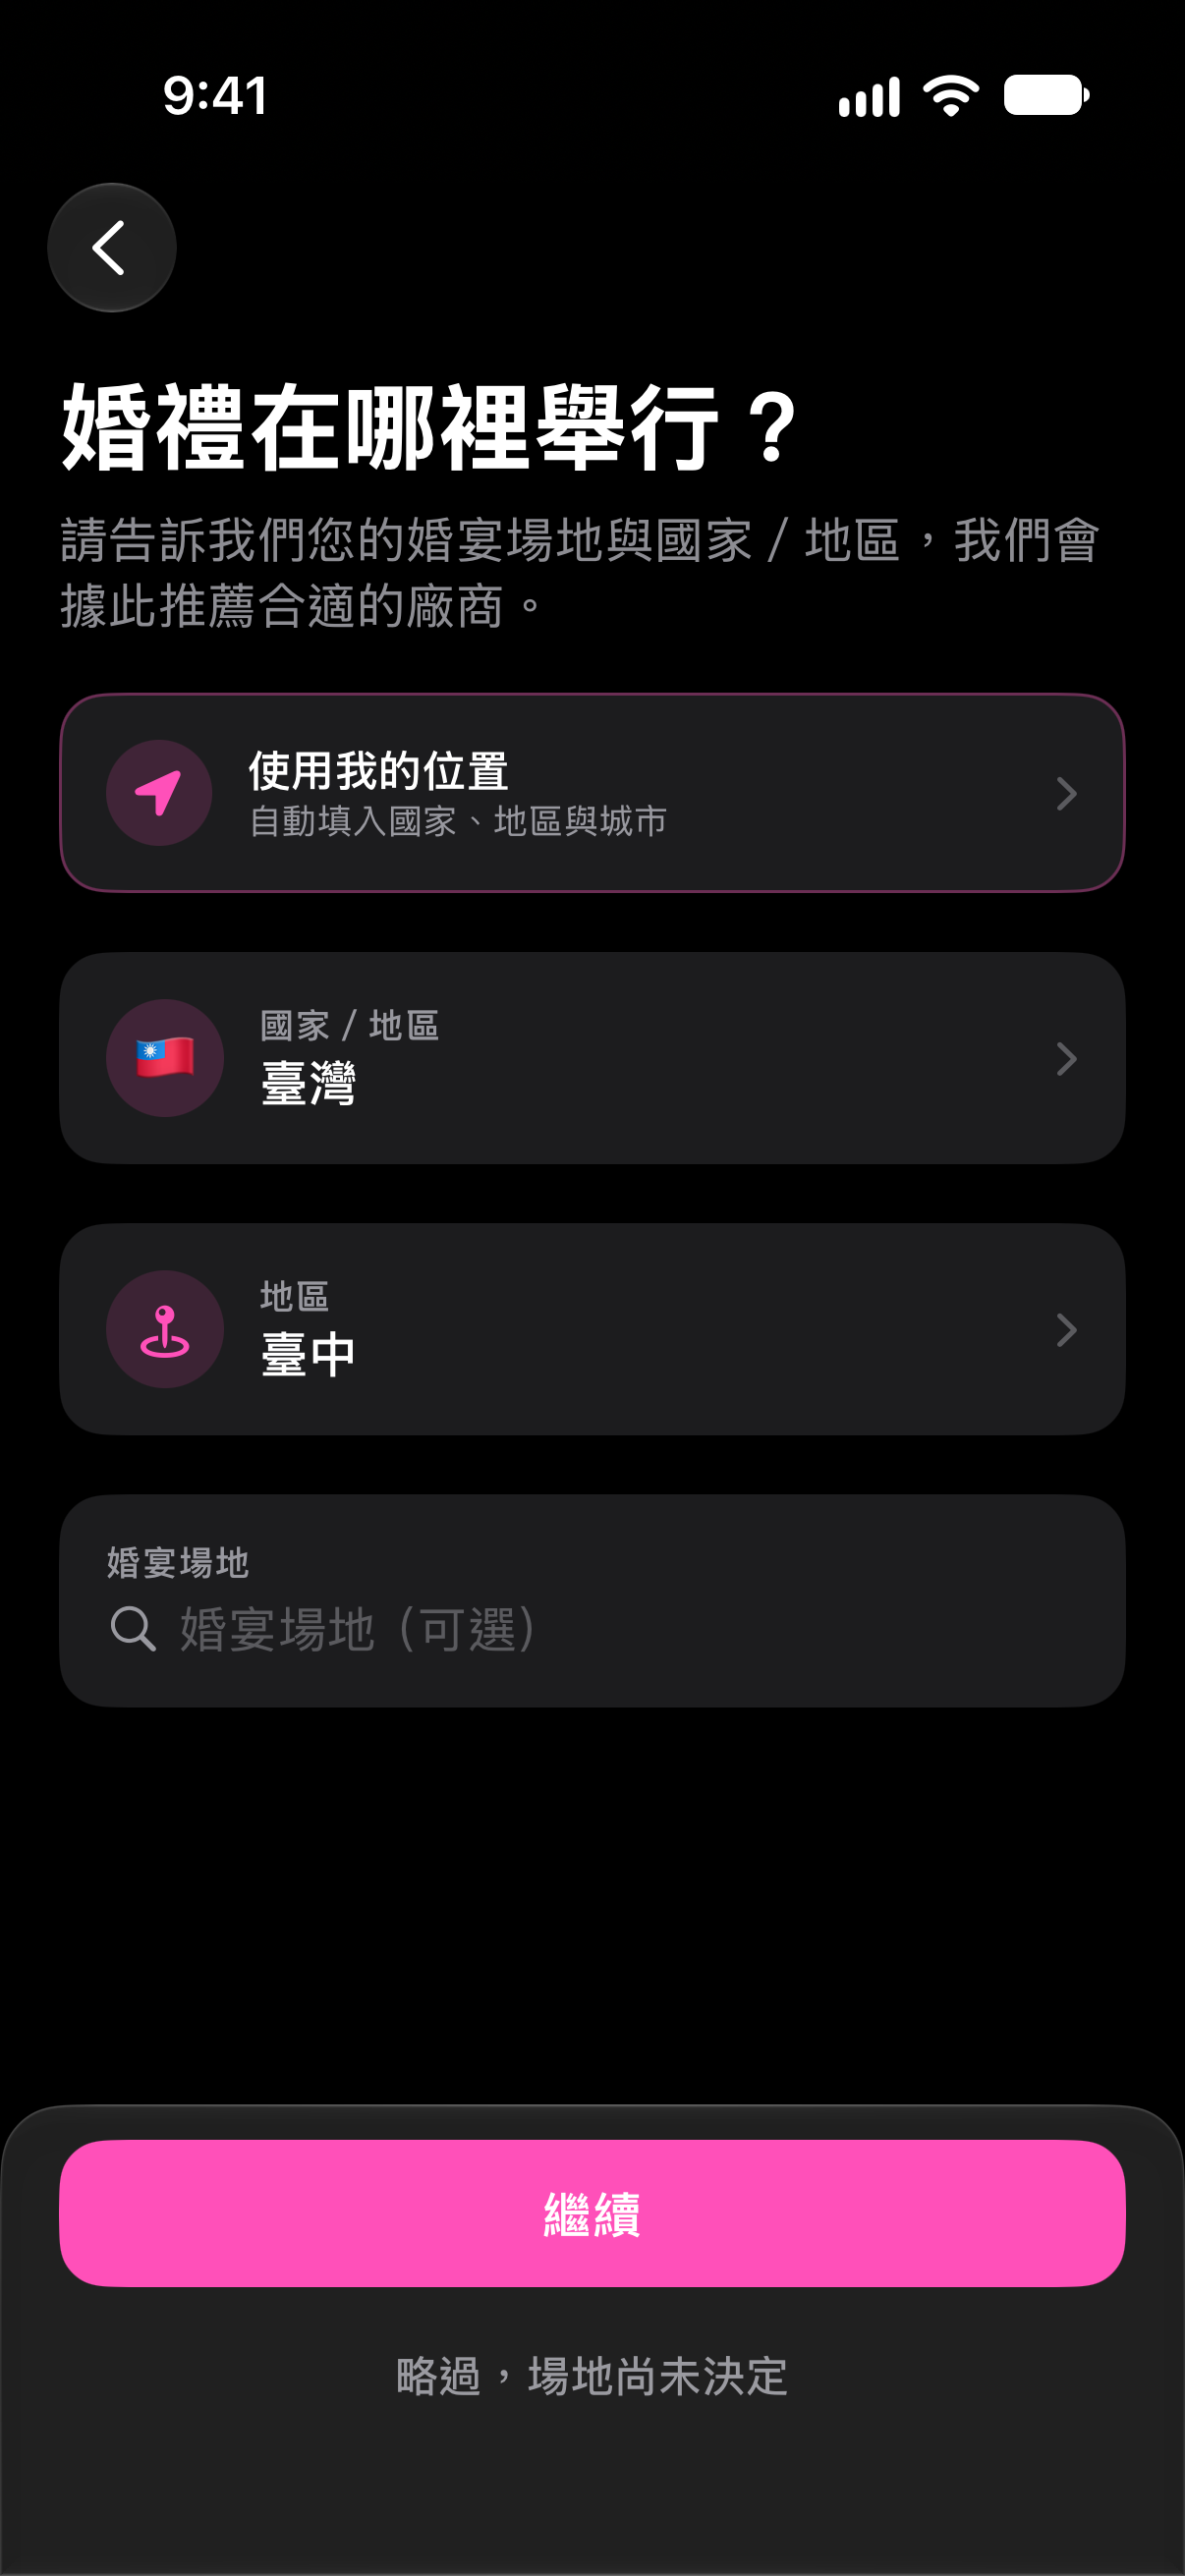 9:41
婚禮在哪裡舉行？
請告訴我們您的婚宴場地與國家 / 地區，我們會
據此推薦合適的廠商。
使用我的位置
自動填入國家、地區與城市
國家 / 地區
臺灣
地區
臺中
婚宴場地
婚宴場地（可選）
繼續
略過，場地尚未決定